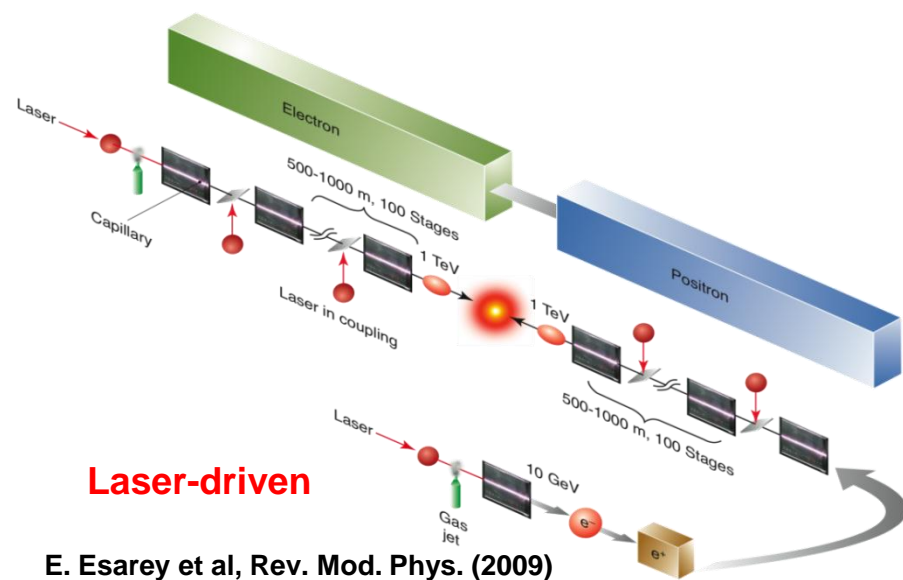 Laser
Electron
Capillary
500-1000 m, 100 Stages
Laser in coupling
1 TeV
1 TeV
Positron
500-1000 m, 100 Stages
Laser
Gas
jet
10 GeV
e−
e+
Laser-driven
E. Esarey et al, Rev. Mod. Phys. (2009)